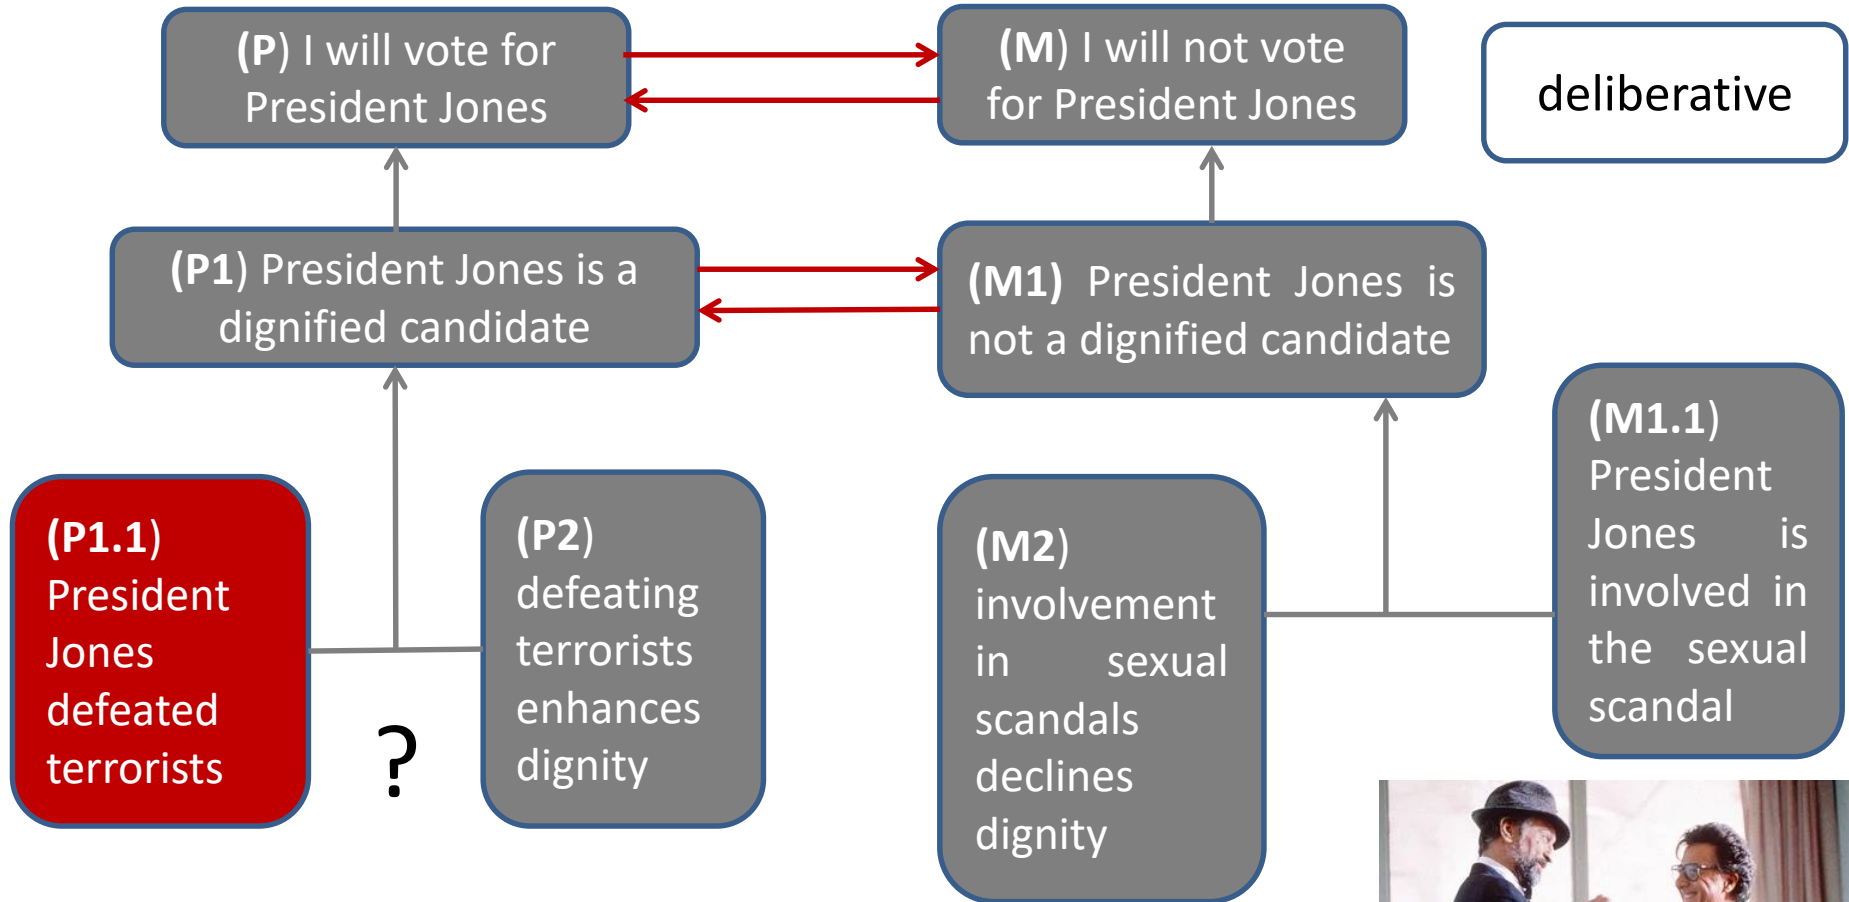 (P) I will vote for
President Jones
(M) I will not vote
for President Jones
deliberative
(P1) President Jones is a
dignified candidate
(M1) President Jones is
not a dignified candidate
(P1.1)
President
Jones
defeated
terrorists
?
(P2)
defeating
terrorists
enhances
dignity
(M2)
involvement
in sexual
scandals
declines
dignity
(M1.1)
President
Jones is
involved in
the sexual
scandal